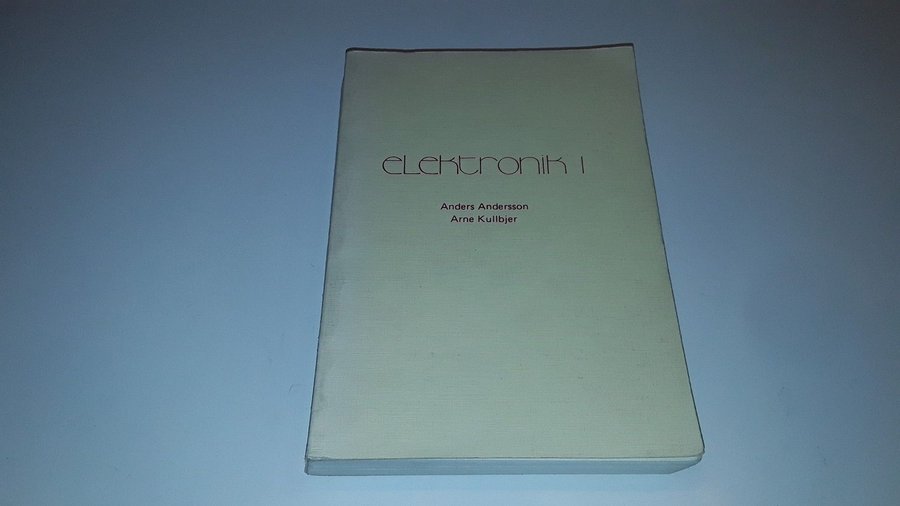 elektronik I
Anders Andersson
Arne Kullbjer